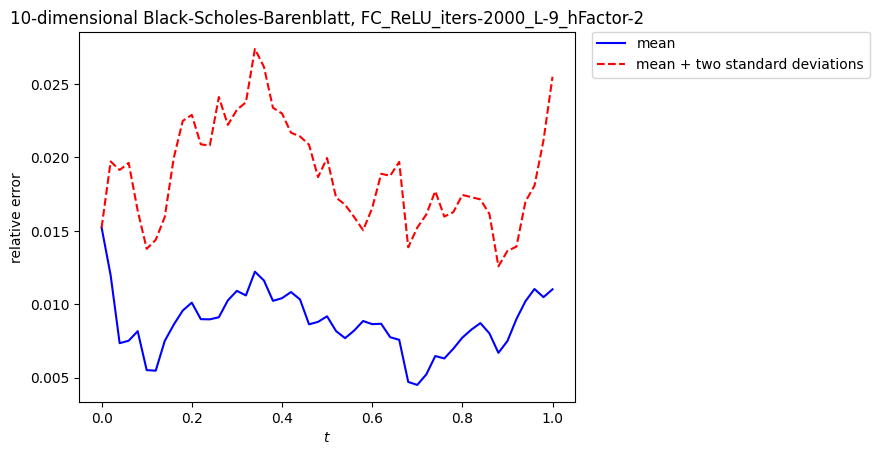 10-dimensional Black-Scholes-Barenblatt, FC_ReLU_iters-2000_L-9_hFactor-2
mean
mean + two standard deviations
relative error
0.025
0.020
0.015
0.010
0.005
0.0
0.2
0.4
0.6
0.8
1.0
t